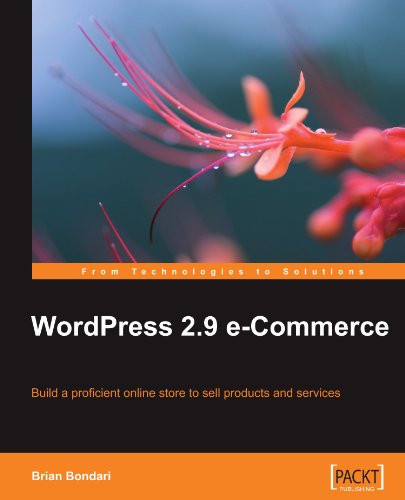 From Technologies to Solutions
WordPress 2.9 e-Commerce
Build a proficient online store to sell products and services
Brian Bondari
[PACKT]
PUBLISHING